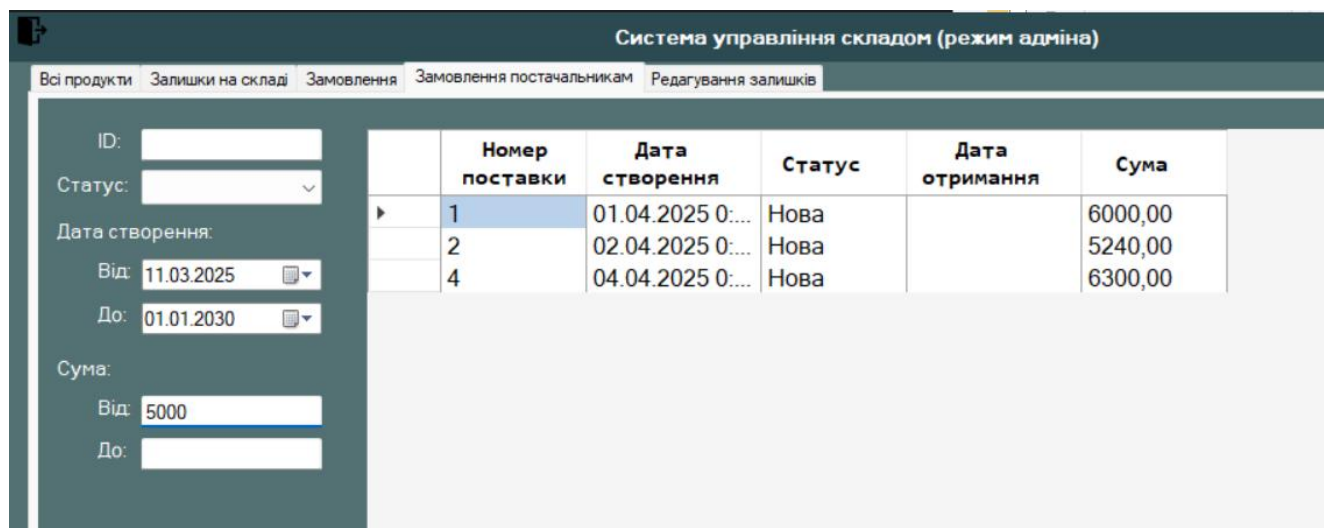 Система управління складом (режим адміна)
Всі продукти Залишки на складі Замовлення Замовлення постачальникам Редагування залишків
ID:
Статус:
Дата створення:
Від: 11.03.2025
До: 01.01.2030
Сума:
Від: 5000
До:
Номер поставки Дата створення Статус Дата отримання Сума
1 01.04.2025 0:... Нова 6000,00
2 02.04.2025 0:... Нова 5240,00
4 04.04.2025 0:... Нова 6300,00